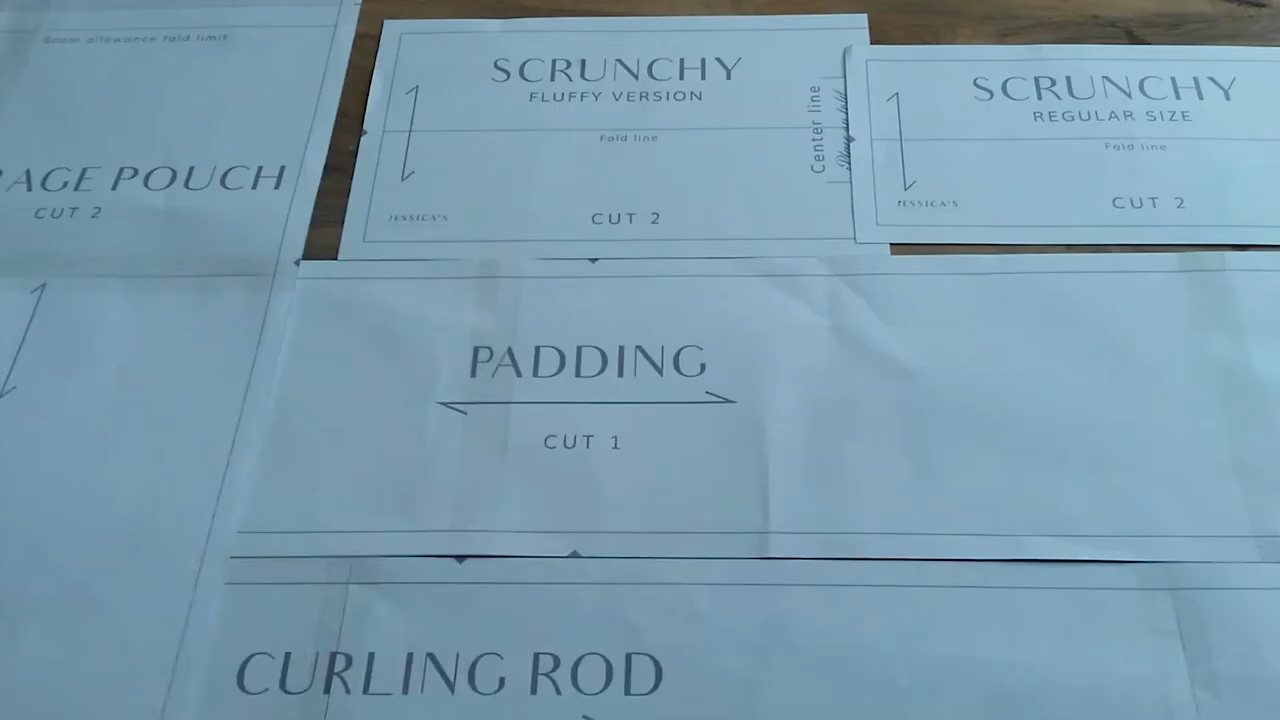 Seam allowance fold limit
AGE POUCH
CUT 2
SCRUNCHY
FLUFFY VERSION
Fold line
Center line
JESSICA'S
CUT 2
SCRUNCHY
REGULAR SIZE
Fold line
JESSICA'S
CUT 2
PADDING
CUT 1
CURLING ROD